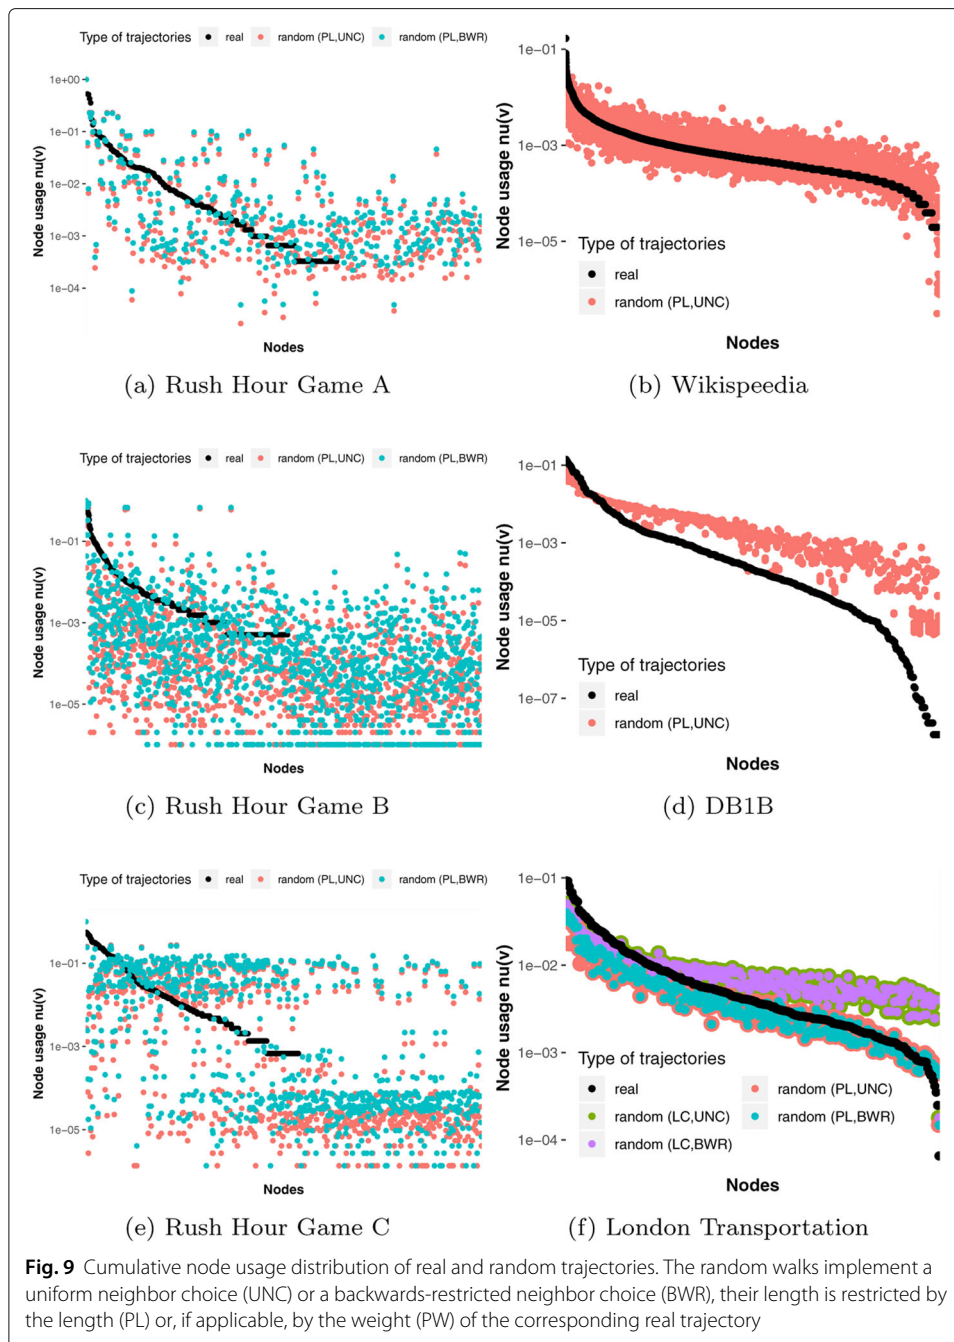 Type of trajectories real random (PL,UNC) random (PL,BWR)
1e+00
1e-01
1e-02
1e-03
1e-04
Node usage nu(v)
Nodes
(a) Rush Hour Game A
1e-01
1e-03
1e-05
Node usage nu(v)
Type of trajectories
real
random (PL,UNC)
Nodes
(b) Wikispeedia
Type of trajectories real random (PL,UNC) random (PL,BWR)
1e-01
1e-03
1e-05
Node usage nu(v)
Nodes
(c) Rush Hour Game B
1e-01
1e-03
1e-05
1e-07
Node usage nu(v)
Type of trajectories
real
random (PL,UNC)
Nodes
(d) DB1B
Type of trajectories real random (PL,UNC) random (PL,BWR)
1e-01
1e-03
1e-05
Node usage nu(v)
Nodes
(e) Rush Hour Game C
1e-01
1e-02
1e-03
1e-04
Node usage nu(v)
Type of trajectories
real random (PL,UNC)
random (LC,UNC) random (PL,BWR)
random (LC,BWR)
Nodes
(f) London Transportation
Fig. 9 Cumulative node usage distribution of real and random trajectories. The random walks implement a
uniform neighbor choice (UNC) or a backwards-restricted neighbor choice (BWR), their length is restricted by
the length (PL) or, if applicable, by the weight (PW) of the corresponding real trajectory